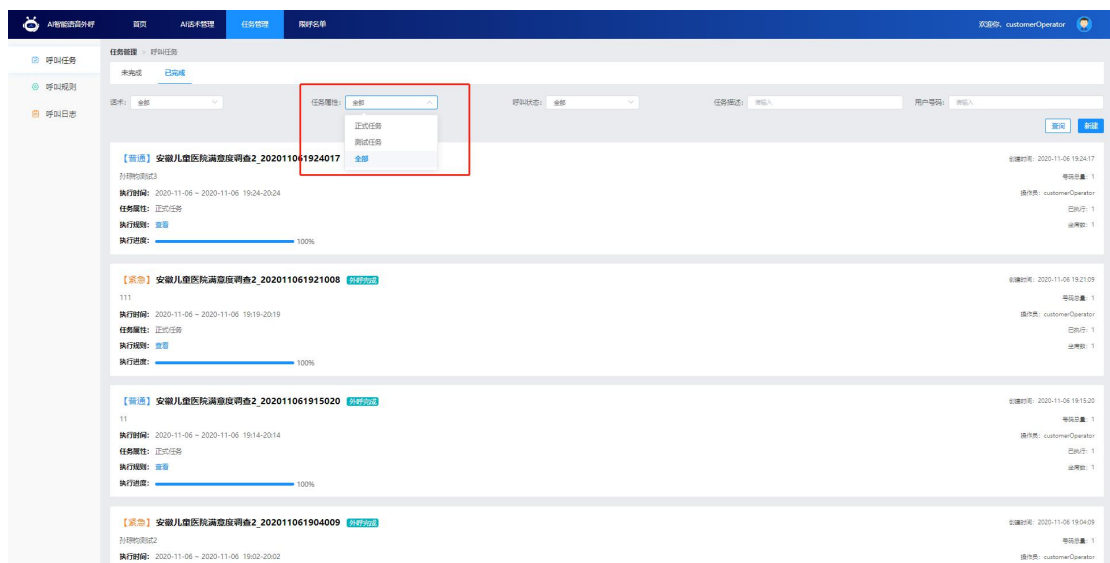 AI智能语音外呼 首页 AI话术管理 任务管理 限呼名单 欢迎你, customerOperator
呼叫任务
呼叫规则
呼叫日志
任务管理 > 呼叫任务
未完成 已完成
话术: 全部 任务属性: 全部 呼叫状态: 全部 任务描述: 请输入 用户号码: 请输入
正式任务
测试任务
全部
查询 新建
【普通】安徽儿童医院满意度调查2_202011061924017 创建时间: 2020-11-06 19:24:17
号码总量: 1
执行时间: 2020-11-06 ~ 2020-11-06 19:24-20:24 操作员: customerOperator
任务属性: 正式任务 已执行: 1
执行规则: 查看 坐席数: 1
执行进度: 100%
【紧急】安徽儿童医院满意度调查2_202011061921008 外呼完成 创建时间: 2020-11-06 19:21:09
111 号码总量: 1
执行时间: 2020-11-06 ~ 2020-11-06 19:19-20:19 操作员: customerOperator
任务属性: 正式任务 已执行: 1
执行规则: 查看 坐席数: 1
执行进度: 100%
【普通】安徽儿童医院满意度调查2_202011061915020 外呼完成 创建时间: 2020-11-06 19:15:20
11 号码总量: 1
执行时间: 2020-11-06 ~ 2020-11-06 19:14-20:14 操作员: customerOperator
任务属性: 正式任务 已执行: 1
执行规则: 查看 坐席数: 1
执行进度: 100%
【紧急】安徽儿童医院满意度调查2_202011061904009 外呼完成 创建时间: 2020-11-06 19:04:09
号码总量: 1
执行时间: 2020-11-06 ~ 2020-11-06 19:02-20:02 操作员: customerOperator